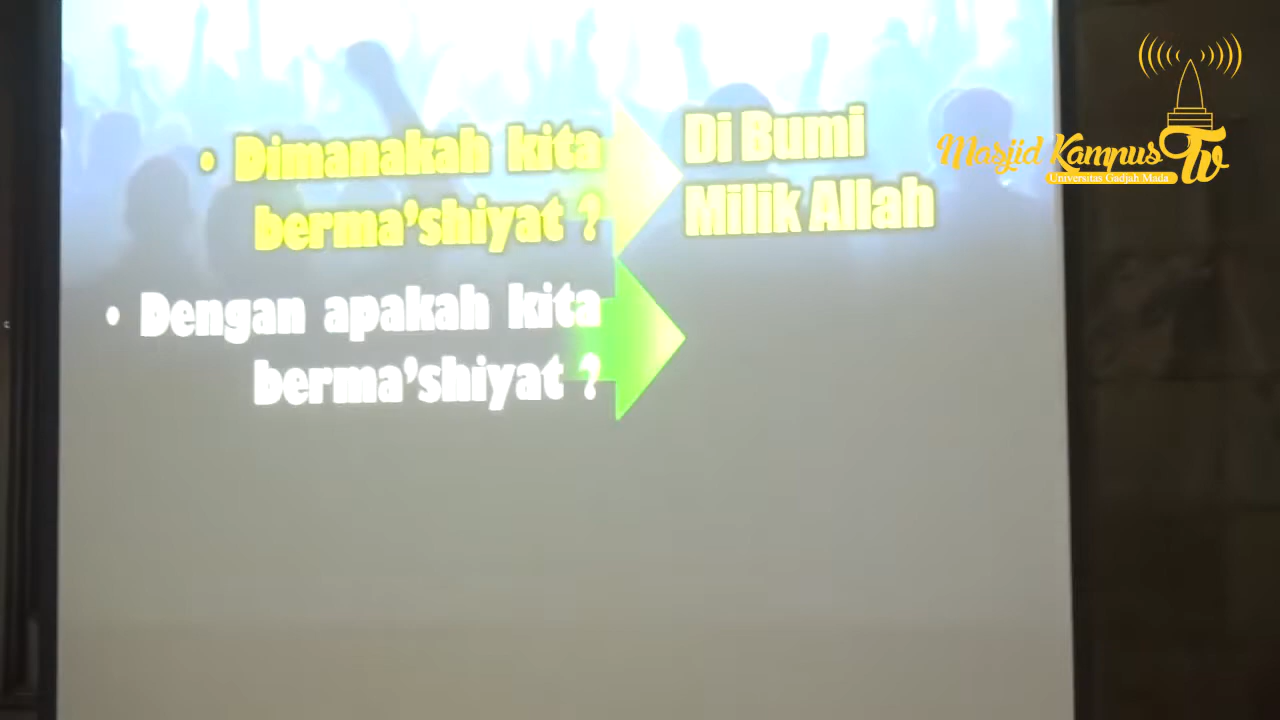 • Dimanakah kita
berma'shiyat ?
Di Bumi
Milik Allah
• Dengan apakah kita
berma'shiyat ?
Masjid Kampus Tv
Universitas Gadjah Mada